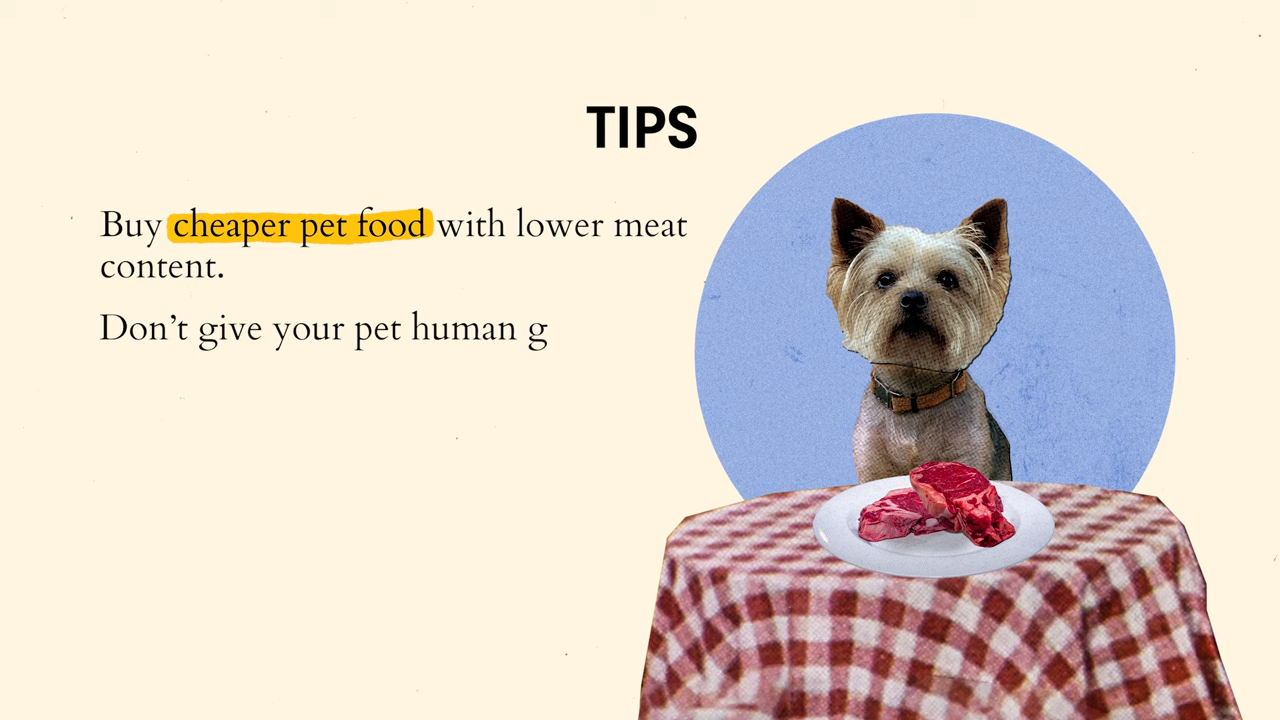 TIPS
Buy cheaper pet food with lower meat
content.
Don’t give your pet human g